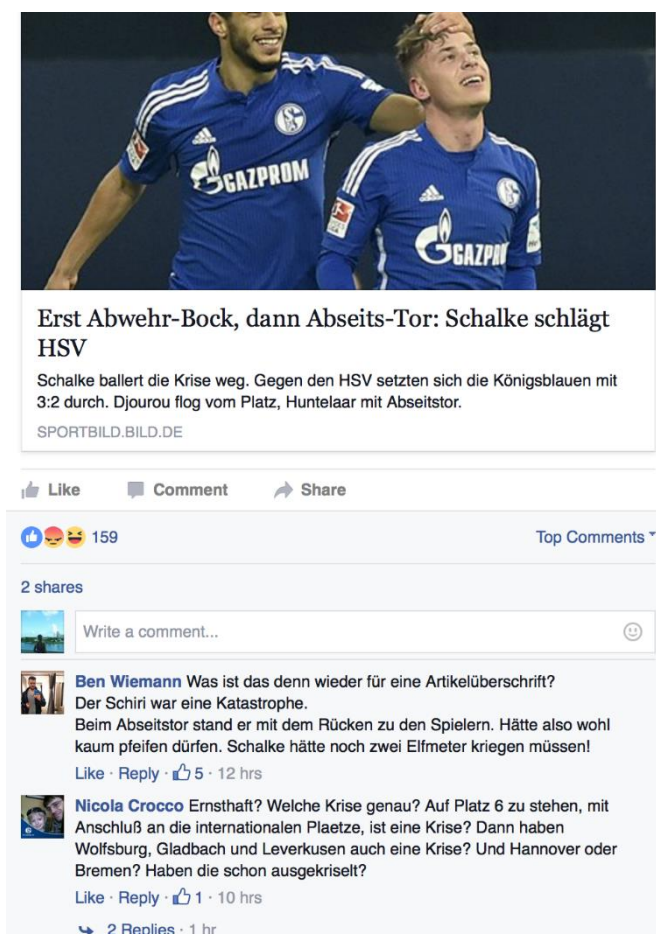 GAZPROM
GAZPR
Erst Abwehr-Bock, dann Abseits-Tor: Schalke schlägt
HSV
Schalke ballert die Krise weg. Gegen den HSV setzten sich die Königsblauen mit
3:2 durch. Djourou flog vom Platz, Huntelaar mit Abseitstor.
SPORTBILD.BILD.DE
Like Comment Share
159 Top Comments
2 shares
Write a comment...
Ben Wiemann Was ist das denn wieder für eine Artikelüberschrift?
Der Schiri war eine Katastrophe.
Beim Abseitstor stand er mit dem Rücken zu den Spielern. Hätte also wohl
kaum pfeifen dürfen. Schalke hätte noch zwei Elfmeter kriegen müssen!
Like · Reply · 5 · 12 hrs
Nicola Crocco Ernsthaft? Welche Krise genau? Auf Platz 6 zu stehen, mit
Anschluß an die internationalen Plaetze, ist eine Krise? Dann haben
Wolfsburg, Gladbach und Leverkusen auch eine Krise? Und Hannover oder
Bremen? Haben die schon ausgekriselt?
Like · Reply · 1 · 10 hrs
2 Replies · 1 hr